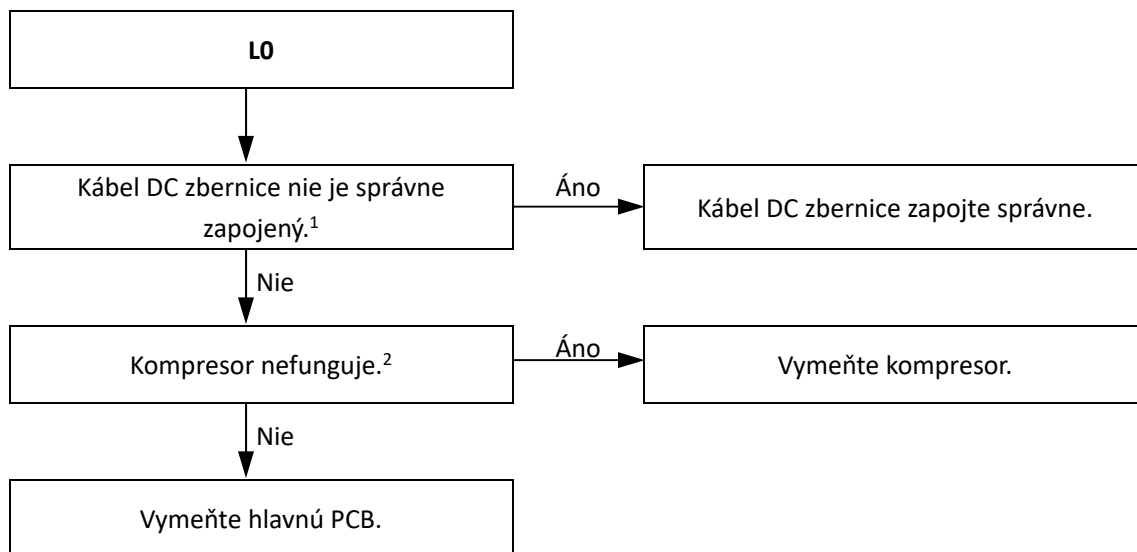 L0
Kábel DC zbernice nie je správne
zapojený.¹
Áno
Kábel DC zbernice zapojte správne.
Nie
Kompresor nefunguje.²
Áno
Vymeňte kompresor.
Nie
Vymeňte hlavnú PCB.